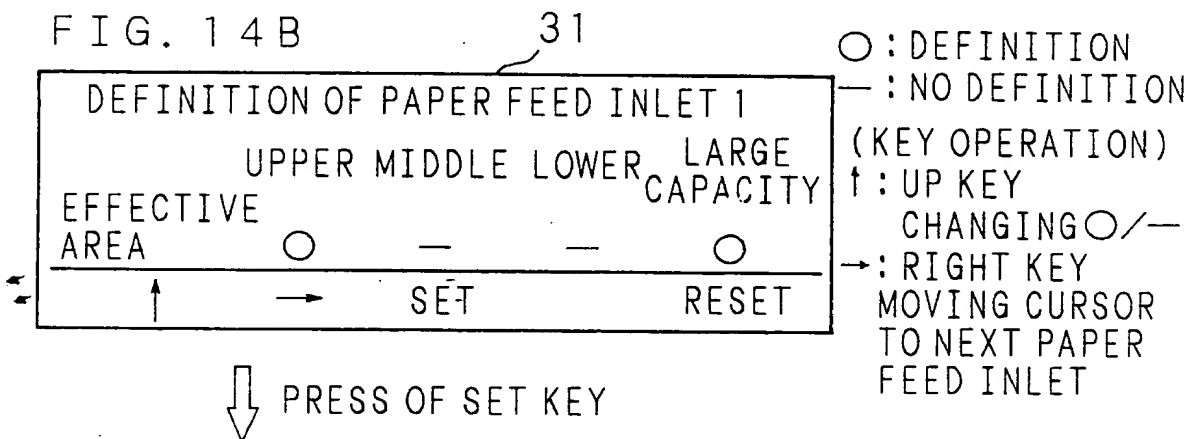 FIG. 14B
31
DEFINITION OF PAPER FEED INLET 1
UPPER MIDDLE LOWER LARGE CAPACITY
EFFECTIVE AREA ○ — — ○
↑ → SET RESET
PRESS OF SET KEY
○ : DEFINITION
— : NO DEFINITION
(KEY OPERATION)
↑ : UP KEY
CHANGING ○/—
→ : RIGHT KEY
MOVING CURSOR
TO NEXT PAPER
FEED INLET